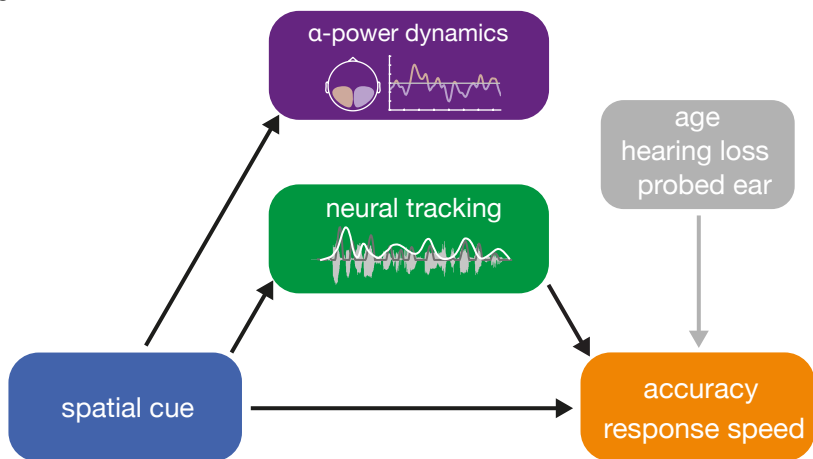 α-power dynamics
age
hearing loss
probed ear
neural tracking
spatial cue
accuracy
response speed